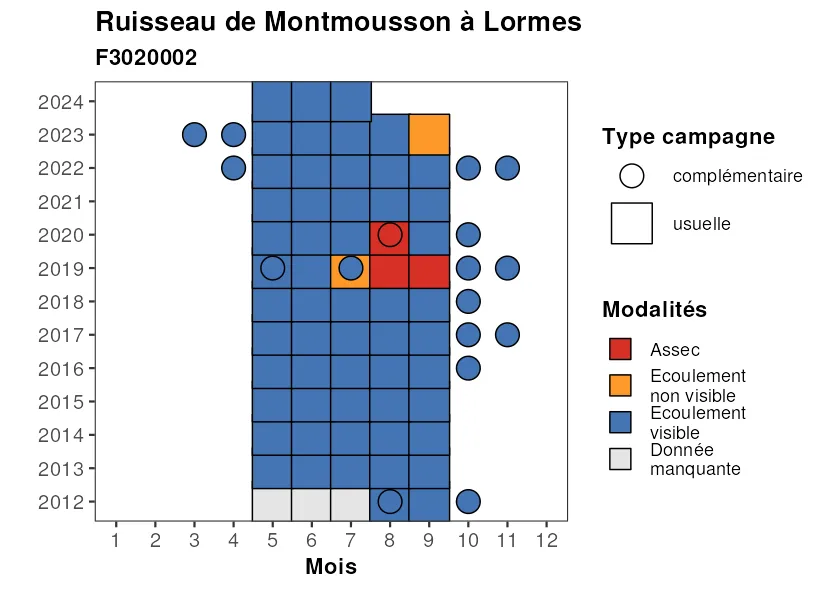 Ruisseau de Montmousson à Lormes
F3020002
2024
2023
2022
2021
2020
2019
2018
2017
2016
2015
2014
2013
2012
1 2 3 4 5 6 7 8 9 10 11 12
Mois
Type campagne
complémentaire
usuelle
Modalités
Assec
Ecoulement
non visible
Ecoulement
visible
Donnée
manquante